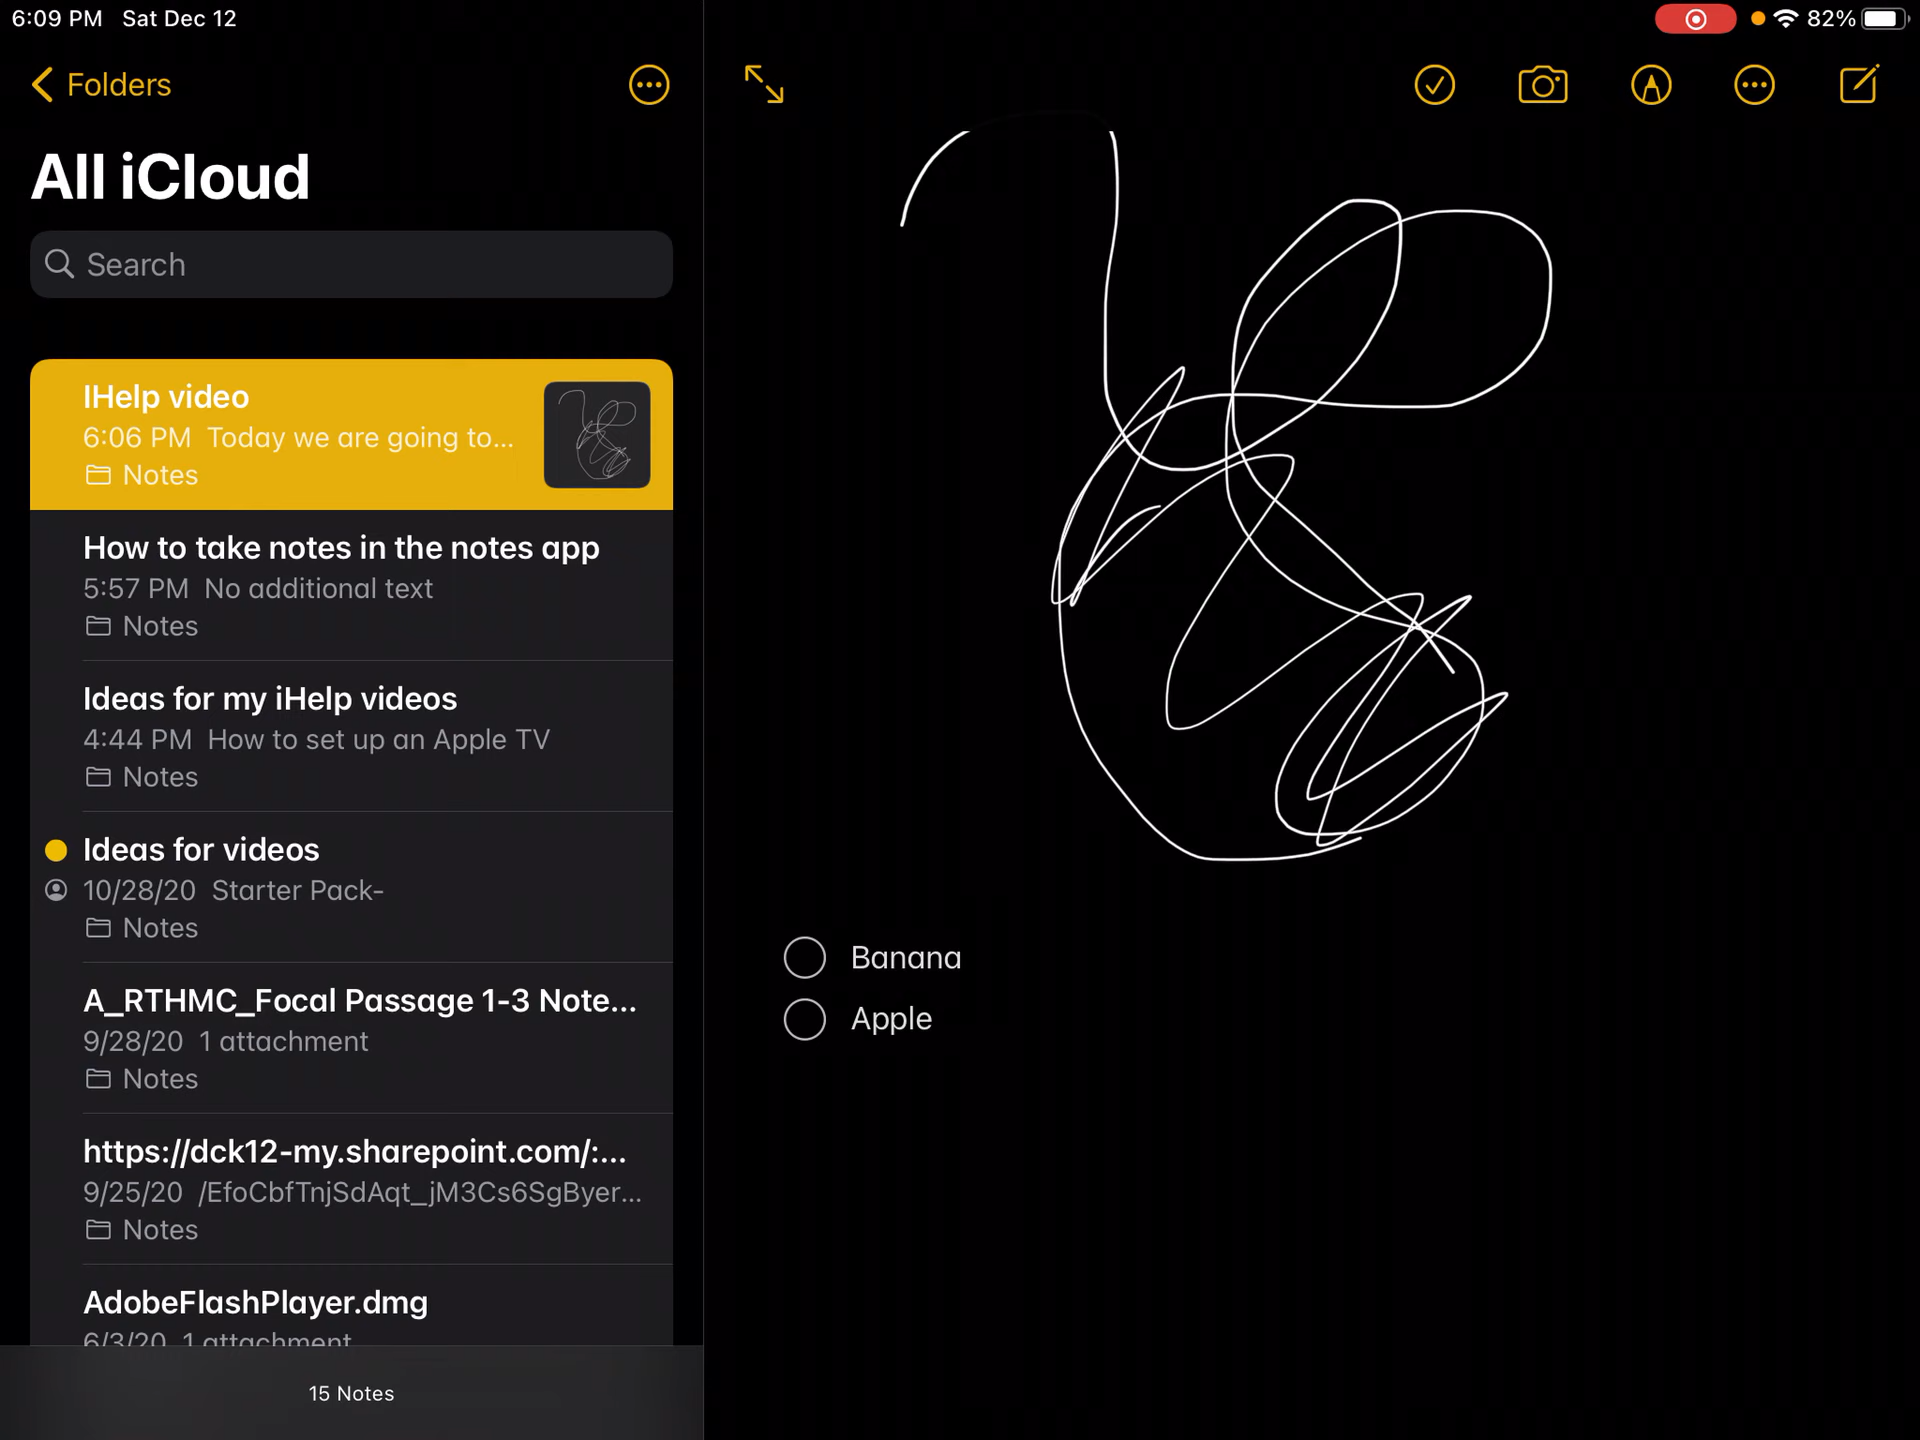 6:09 PM Sat Dec 12
82%
Folders
All iCloud
Search
IHelp video
6:06 PM Today we are going to...
Notes
How to take notes in the notes app
5:57 PM No additional text
Notes
Ideas for my iHelp videos
4:44 PM How to set up an Apple TV
Notes
Ideas for videos
10/28/20 Starter Pack-
Notes
A_RTHMC_Focal Passage 1-3 Note...
9/28/20 1 attachment
Notes
https://dck12-my.sharepoint.com/:...
9/25/20 /EfoCbfTnjSdAqt_jM3Cs6SgByer...
Notes
AdobeFlashPlayer.dmg
6/3/20 1 attachment
15 Notes
Banana
Apple